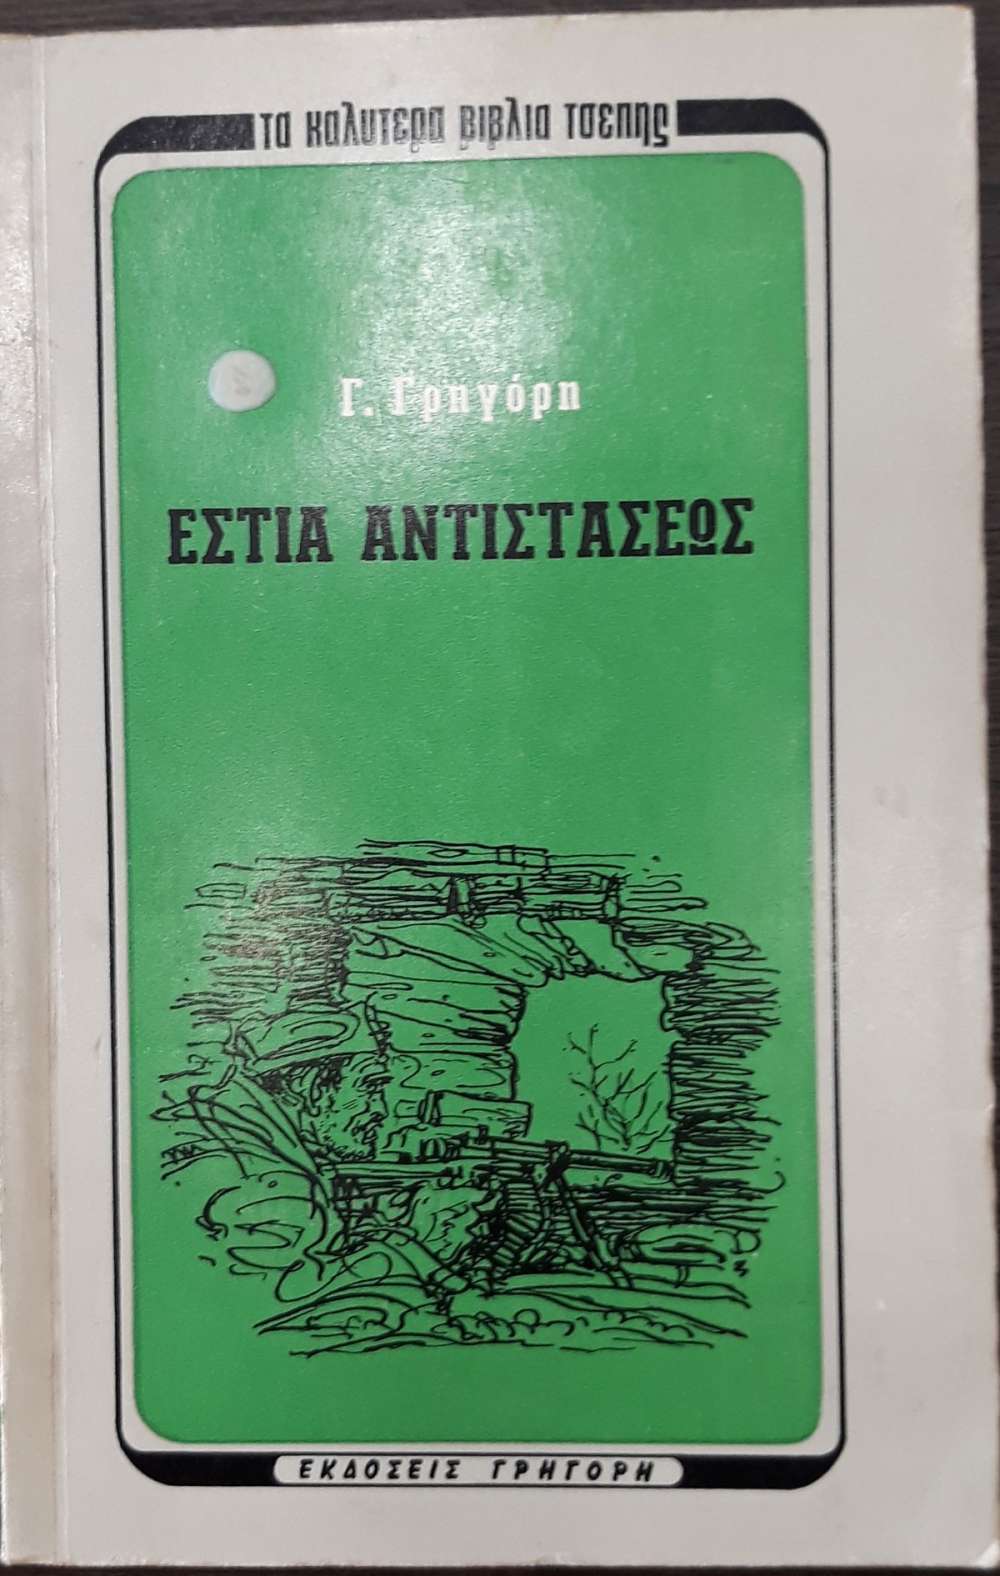 τα καλυτερα βιβλια τσεπης
Γ. Γρηγόρη
ΕΣΤΙΑ ΑΝΤΙΣΤΑΣΕΩΣ
ΕΚΔΟΣΕΙΣ ΓΡΗΓΟΡΗ